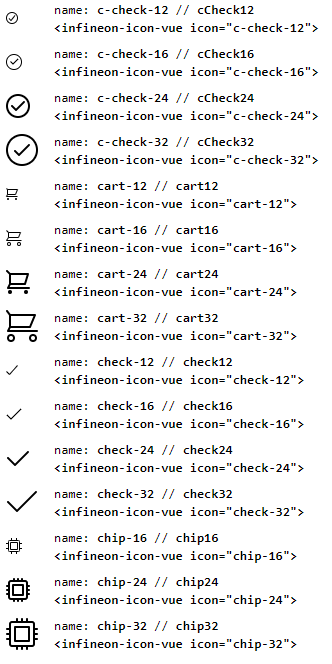 name: c-check-12 // cCheck12
<infineon-icon-vue icon="c-check-12">
name: c-check-16 // cCheck16
<infineon-icon-vue icon="c-check-16">
name: c-check-24 // cCheck24
<infineon-icon-vue icon="c-check-24">
name: c-check-32 // cCheck32
<infineon-icon-vue icon="c-check-32">
name: cart-12 // cart12
<infineon-icon-vue icon="cart-12">
name: cart-16 // cart16
<infineon-icon-vue icon="cart-16">
name: cart-24 // cart24
<infineon-icon-vue icon="cart-24">
name: cart-32 // cart32
<infineon-icon-vue icon="cart-32">
name: check-12 // check12
<infineon-icon-vue icon="check-12">
name: check-16 // check16
<infineon-icon-vue icon="check-16">
name: check-24 // check24
<infineon-icon-vue icon="check-24">
name: check-32 // check32
<infineon-icon-vue icon="check-32">
name: chip-16 // chip16
<infineon-icon-vue icon="chip-16">
name: chip-24 // chip24
<infineon-icon-vue icon="chip-24">
name: chip-32 // chip32
<infineon-icon-vue icon="chip-32">